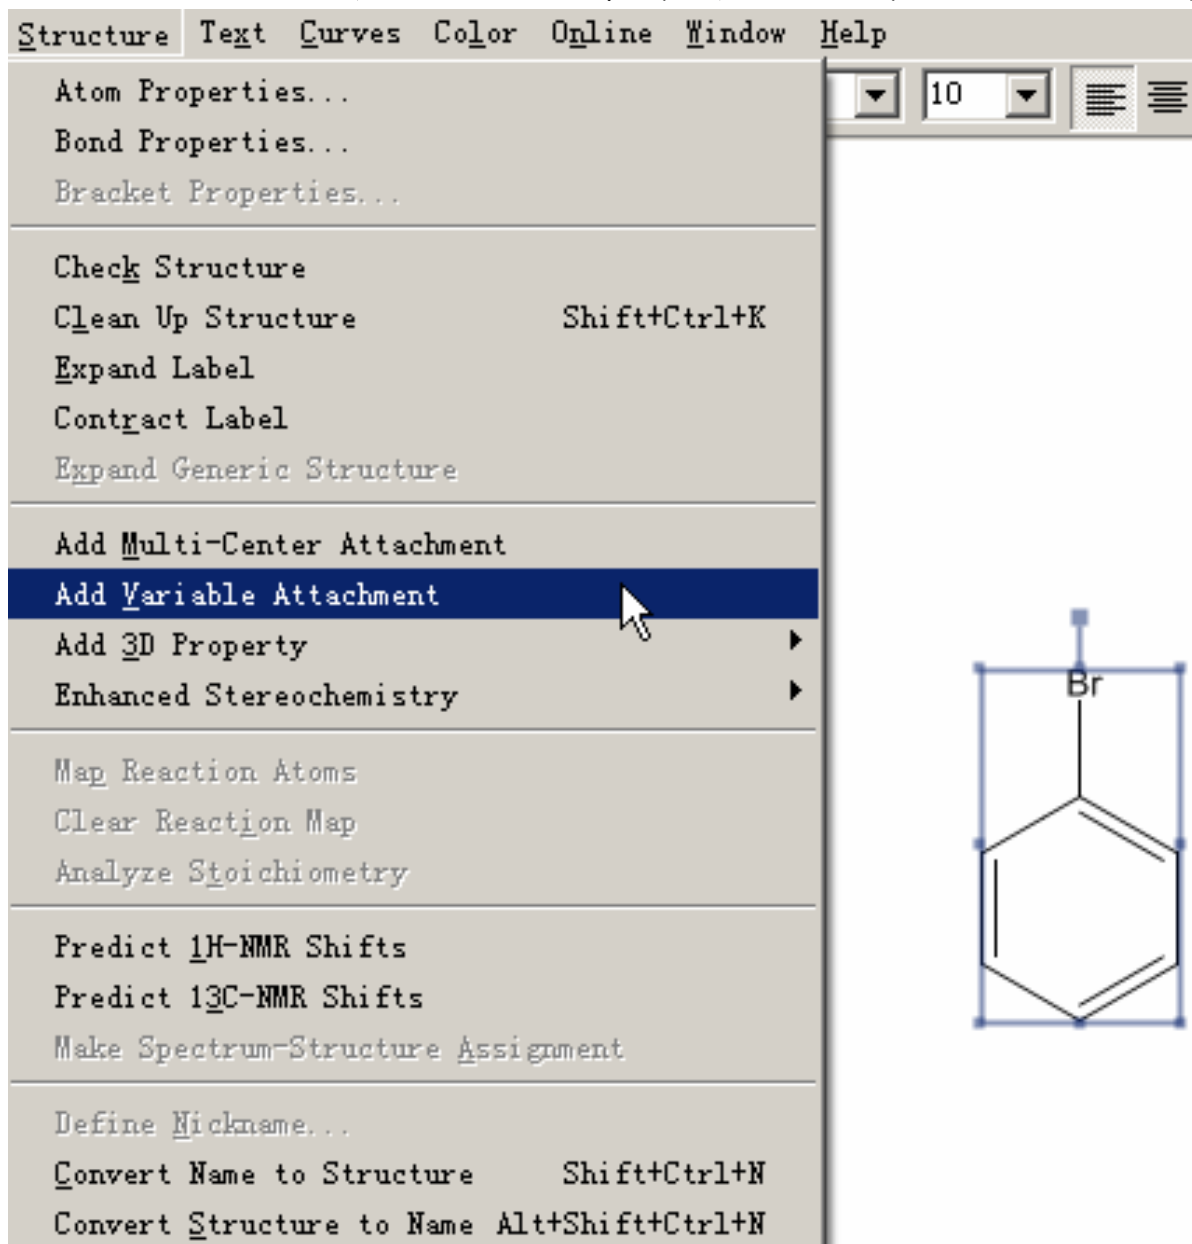 Structure Text Curves Color Online Window Help
10
Atom Properties...
Bond Properties...
Bracket Properties...
Check Structure
Clean Up Structure Shift+Ctrl+K
Expand Label
Contract Label
Expand Generic Structure
Add Multi-Center Attachment
Add Variable Attachment
Add 3D Property
Enhanced Stereochemistry
Br
Map Reaction Atoms
Clear Reaction Map
Analyze Stoichiometry
Predict 1H-NMR Shifts
Predict 13C-NMR Shifts
Make Spectrum-Structure Assignment
Define Nickname...
Convert Name to Structure Shift+Ctrl+N
Convert Structure to Name Alt+Shift+Ctrl+N